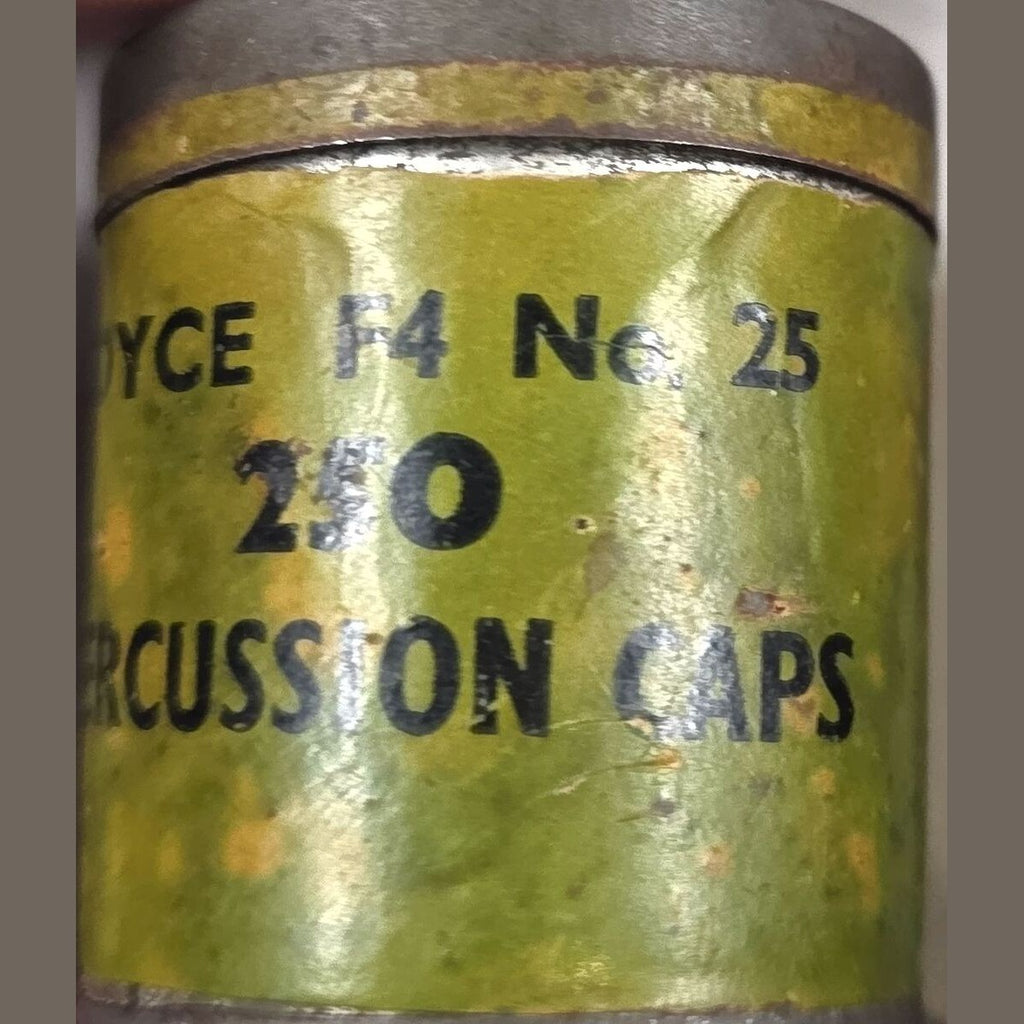 OYCE F4 No. 25
250
ERCUSSION CAPS